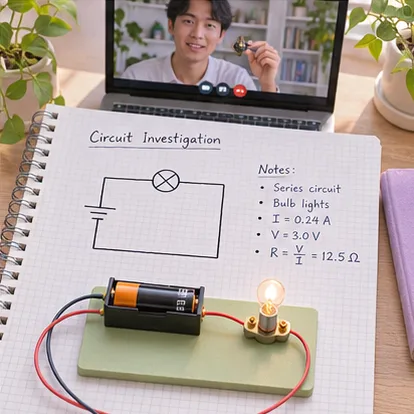 Circuit Investigation
Notes:
• Series circuit
• Bulb lights
• I = 0.24 A
• V = 3.0 V
• R = V/I = 12.5 Ω